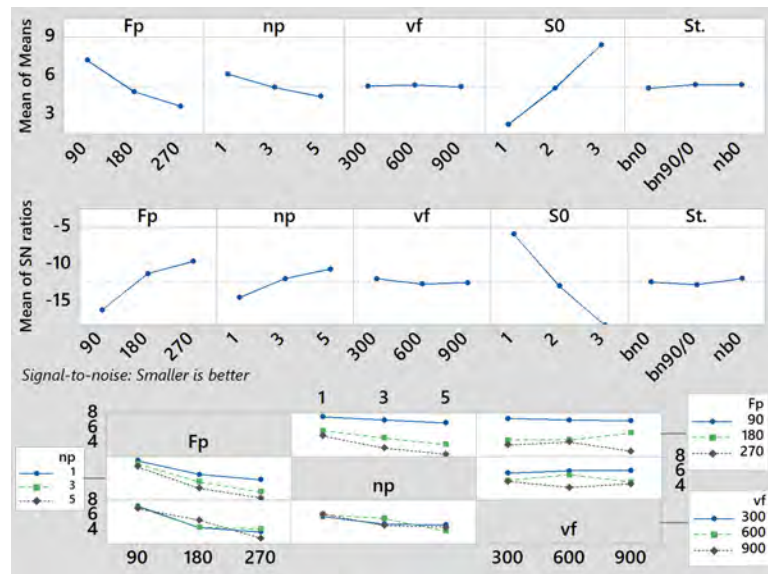 Fp np vf S0 St.
Mean of Means
9
6
3
90 180 270 1 3 5 300 600 900 1 2 3 bn0 bn90/0 nb0
Fp np vf S0 St.
Mean of SN ratios
-5
-10
-15
90 180 270 1 3 5 300 600 900 1 2 3 bn0 bn90/0 nb0
Signal-to-noise: Smaller is better
1 3 5
8
6
4
Fp
Fp
90
180
270
np
1
3
5
8
6
4
np
8
6
4
vf
300
600
900
vf
90 180 270 300 600 900